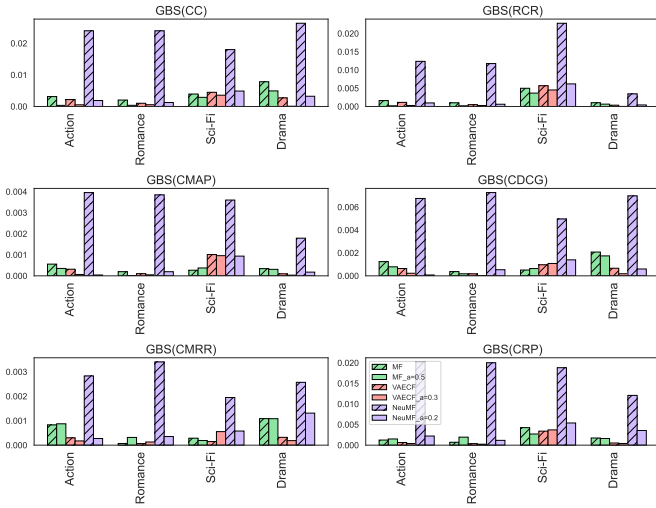 GBS(CC)
0.02
0.01
0.00
Action
Romance
Sci-Fi
Drama
GBS(RCR)
0.020
0.015
0.010
0.005
0.000
Action
Romance
Sci-Fi
Drama
GBS(CMAP)
0.004
0.003
0.002
0.001
0.000
Action
Romance
Sci-Fi
Drama
GBS(CDCG)
0.006
0.004
0.002
0.000
Action
Romance
Sci-Fi
Drama
GBS(CMRR)
0.003
0.002
0.001
0.000
Action
Romance
Sci-Fi
Drama
GBS(CRP)
0.020
0.015
0.010
0.005
0.000
MF
MF_a=0.5
VAECF
VAECF_a=0.3
NeuMF
NeuMF_a=0.2
Action
Romance
Sci-Fi
Drama